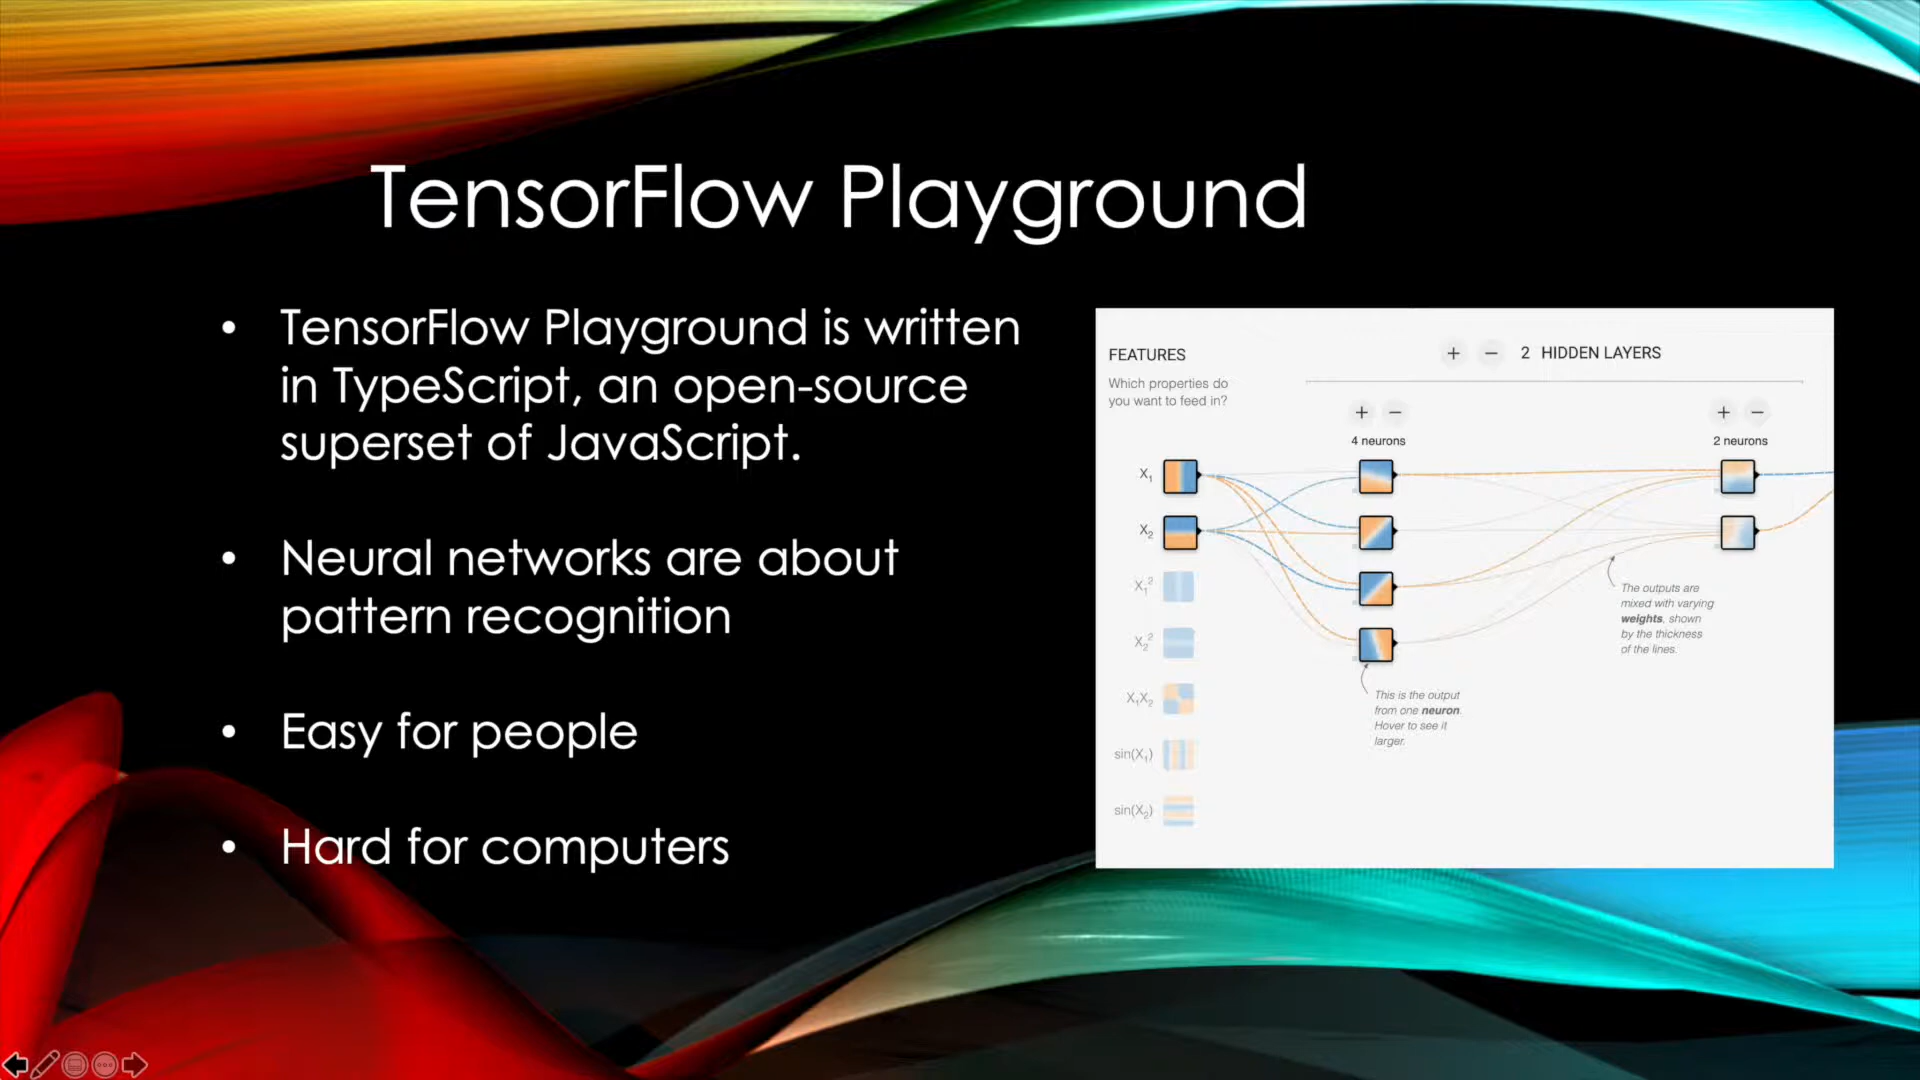 TensorFlow Playground
• TensorFlow Playground is written
in TypeScript, an open-source
superset of JavaScript.
• Neural networks are about
pattern recognition
• Easy for people
• Hard for computers
FEATURES
Which properties do
you want to feed in?
+ − 2 HIDDEN LAYERS
+ −
4 neurons
+ −
2 neurons
X₁
X₂
X₁²
X₂²
X₁X₂
sin(X₁)
sin(X₂)
This is the output
from one neuron.
Hover to see it
larger.
The outputs are
mixed with varying
weights, shown
by the thickness
of the lines.